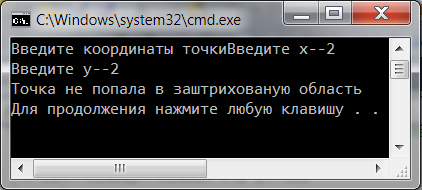 C:\Windows\system32\cmd.exe
Введите координаты точкиВведите x--2
Введите y--2
Точка не попала в заштриховану область
Для продолжения нажмите любую клавишу . .